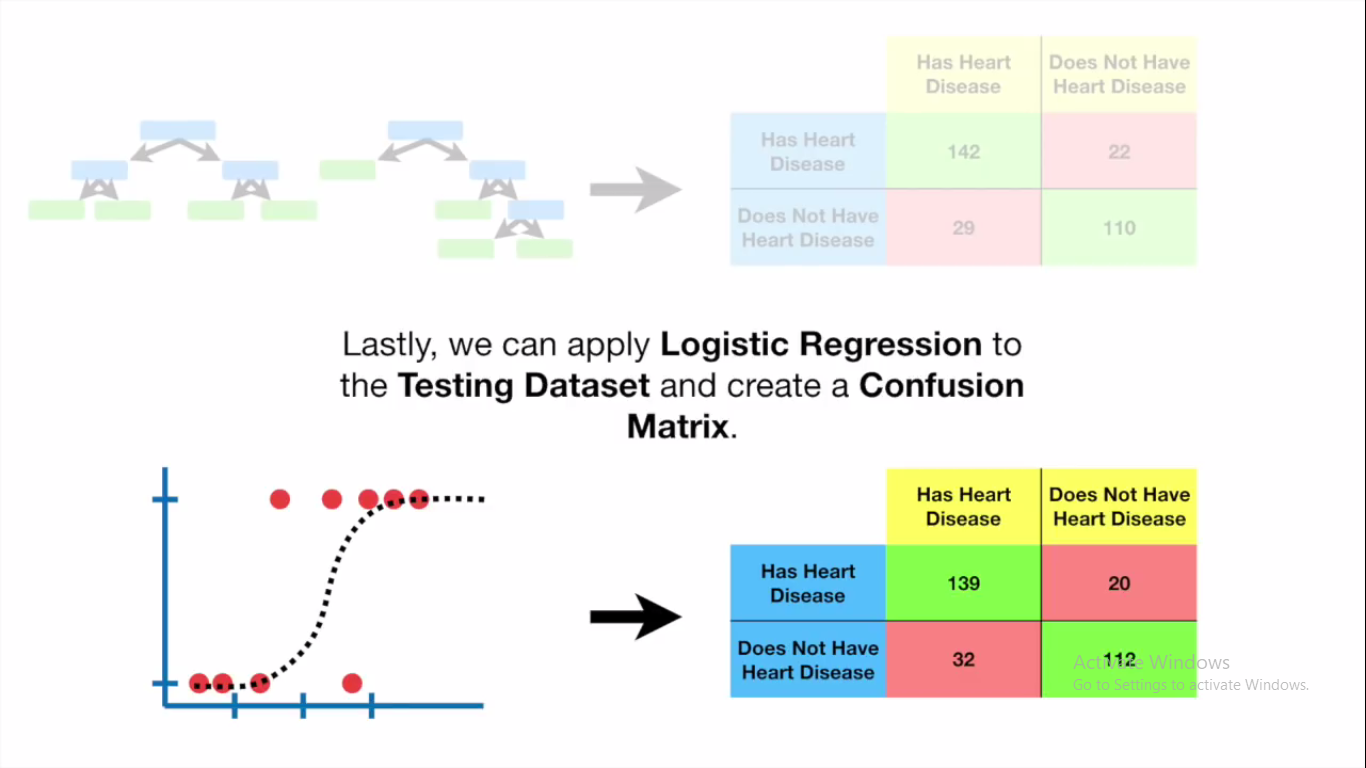 Has Heart
Disease
Does Not Have
Heart Disease
Has Heart
Disease
142
22
Does Not Have
Heart Disease
29
110
Lastly, we can apply Logistic Regression to
the Testing Dataset and create a Confusion
Matrix.
Has Heart
Disease
Does Not Have
Heart Disease
Has Heart
Disease
139
20
Does Not Have
Heart Disease
32
112
Activate Windows
Go to Settings to activate Windows.